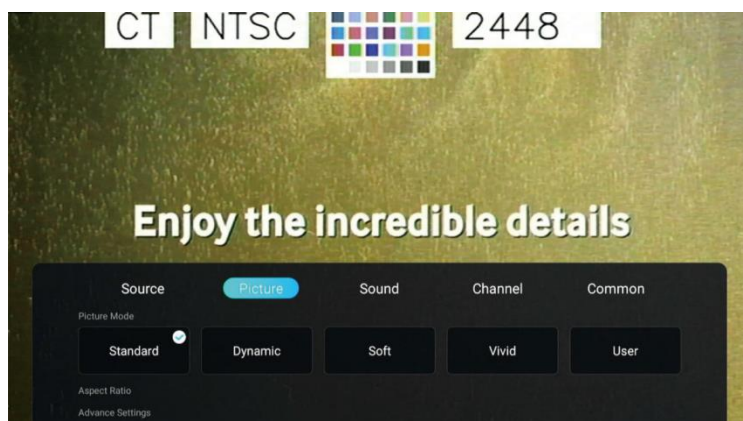 CT NTSC 2448
Enjoy the incredible details
Source Picture Sound Channel Common
Picture Mode
Standard Dynamic Soft Vivid User
Aspect Ratio
Advance Settings